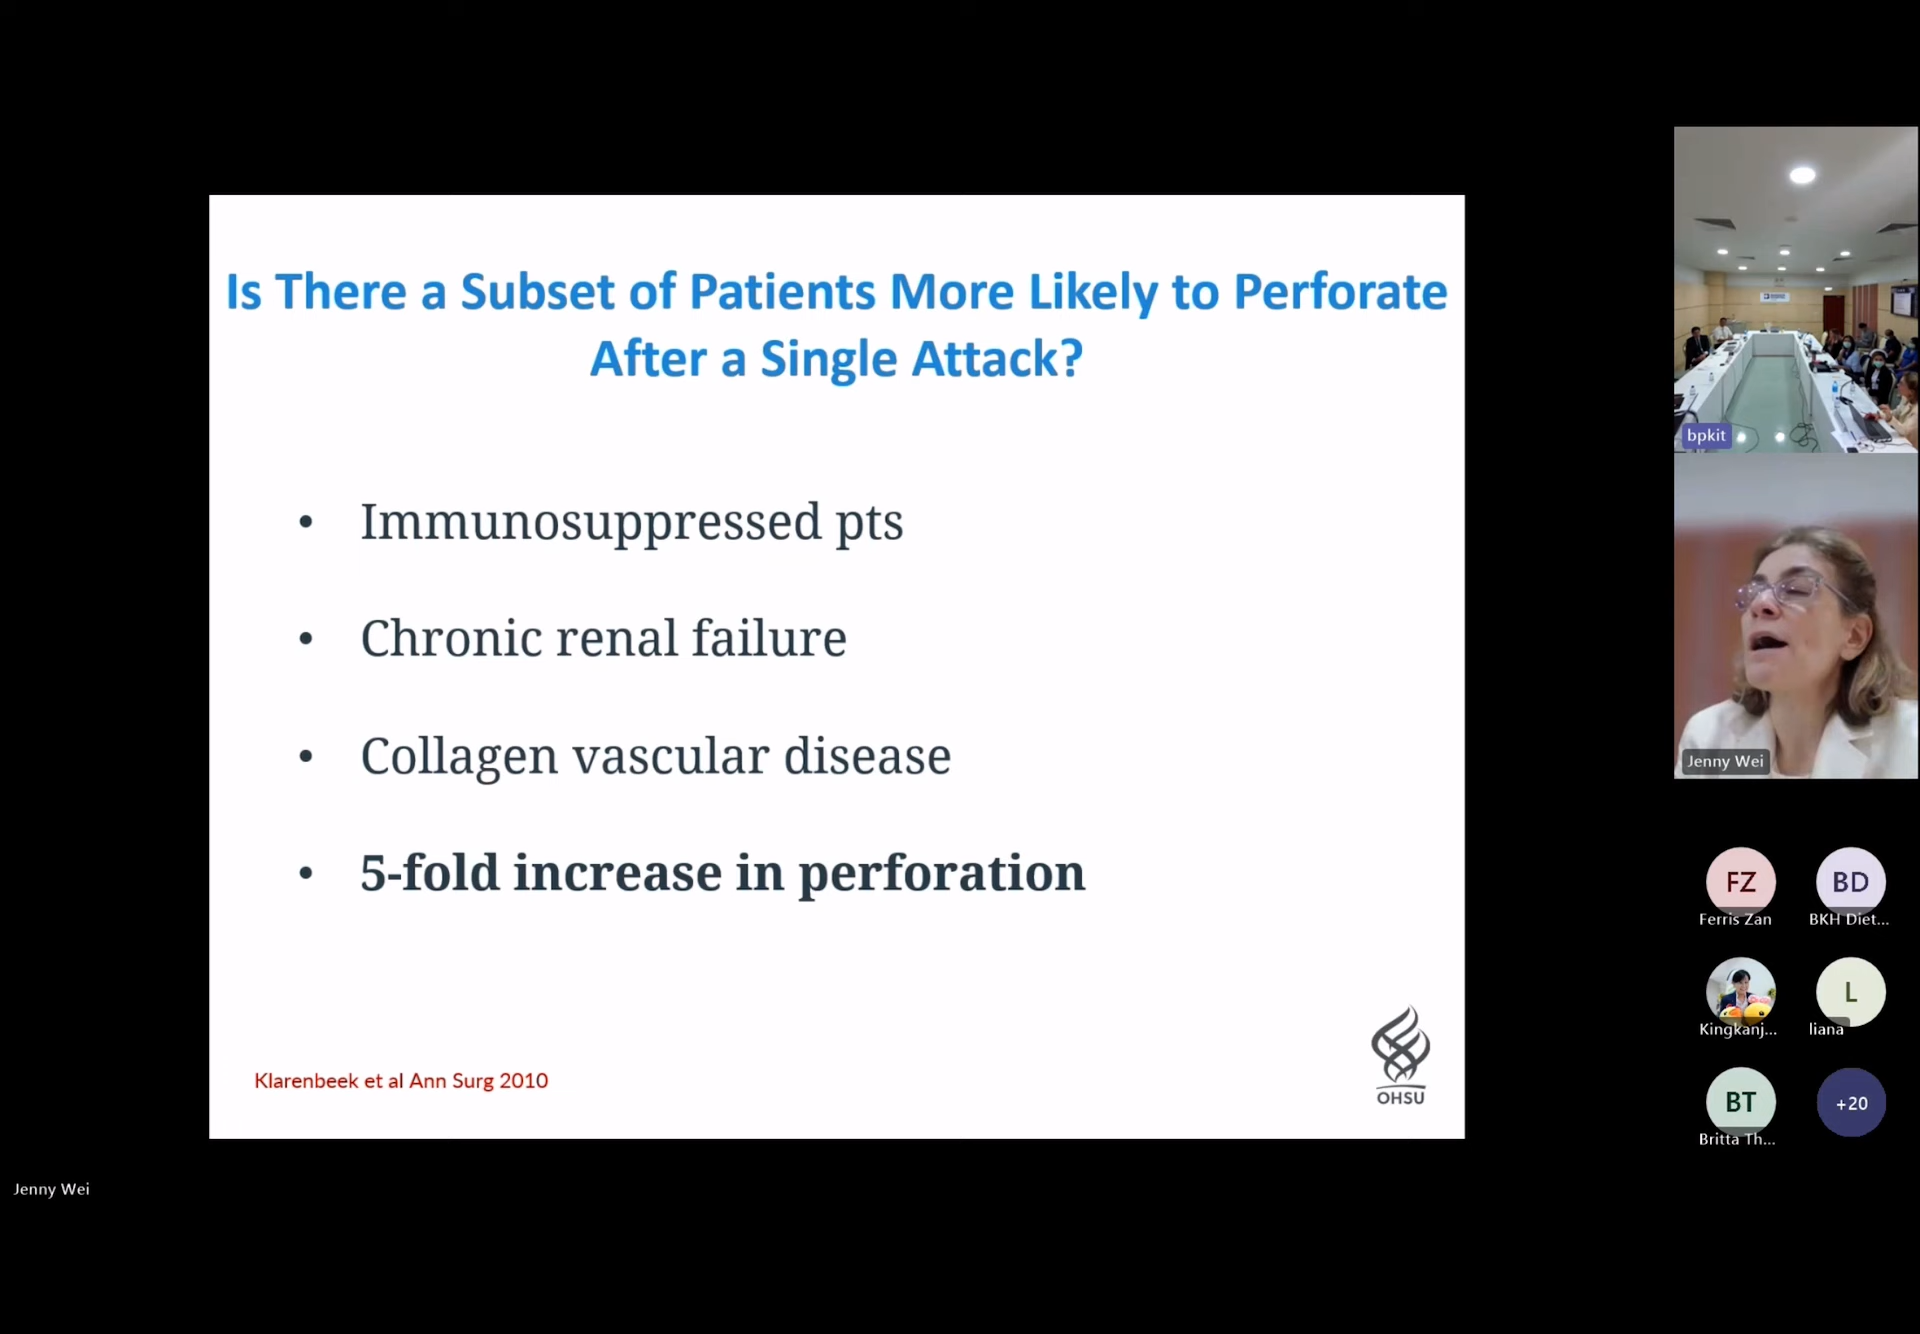 Is There a Subset of Patients More Likely to Perforate
After a Single Attack?
• Immunosuppressed pts
• Chronic renal failure
• Collagen vascular disease
• 5-fold increase in perforation
Klarenbeek et al Ann Surg 2010
OHSU
bpkit
Jenny Wei
FZ
Ferris Zan
BD
BKH Diet...
Kingkanj...
L
liana
BT
Britta Th...
+20
Jenny Wei